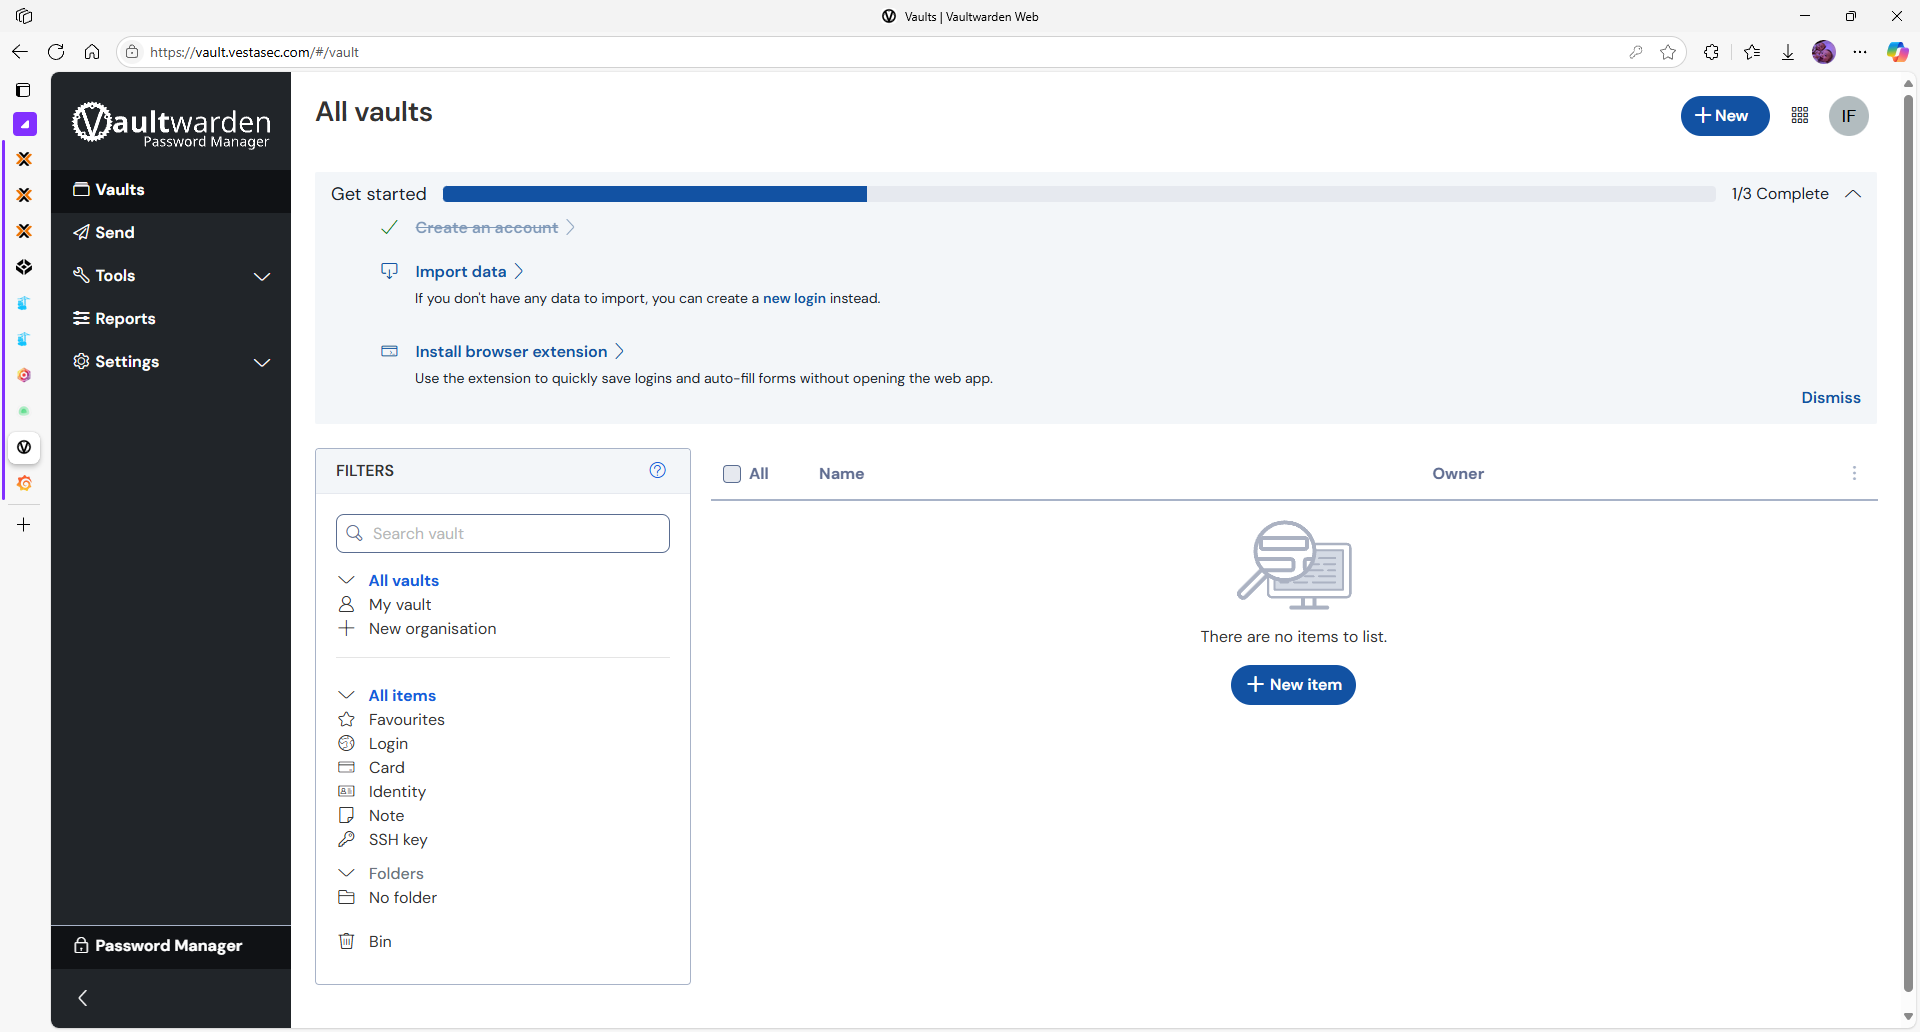 Vaults | Vaultwarden Web
https://vault.vestasec.com/#/vault
Vaultwarden
Password Manager
Vaults
Send
Tools
Reports
Settings
Password Manager
All vaults
New
IF
Get started
1/3 Complete
Create an account
Import data
If you don't have any data to import, you can create a new login instead.
Install browser extension
Use the extension to quickly save logins and auto-fill forms without opening the web app.
Dismiss
FILTERS
Search vault
All vaults
My vault
New organisation
All items
Favourites
Login
Card
Identity
Note
SSH key
Folders
No folder
Bin
All
Name
Owner
There are no items to list.
New item